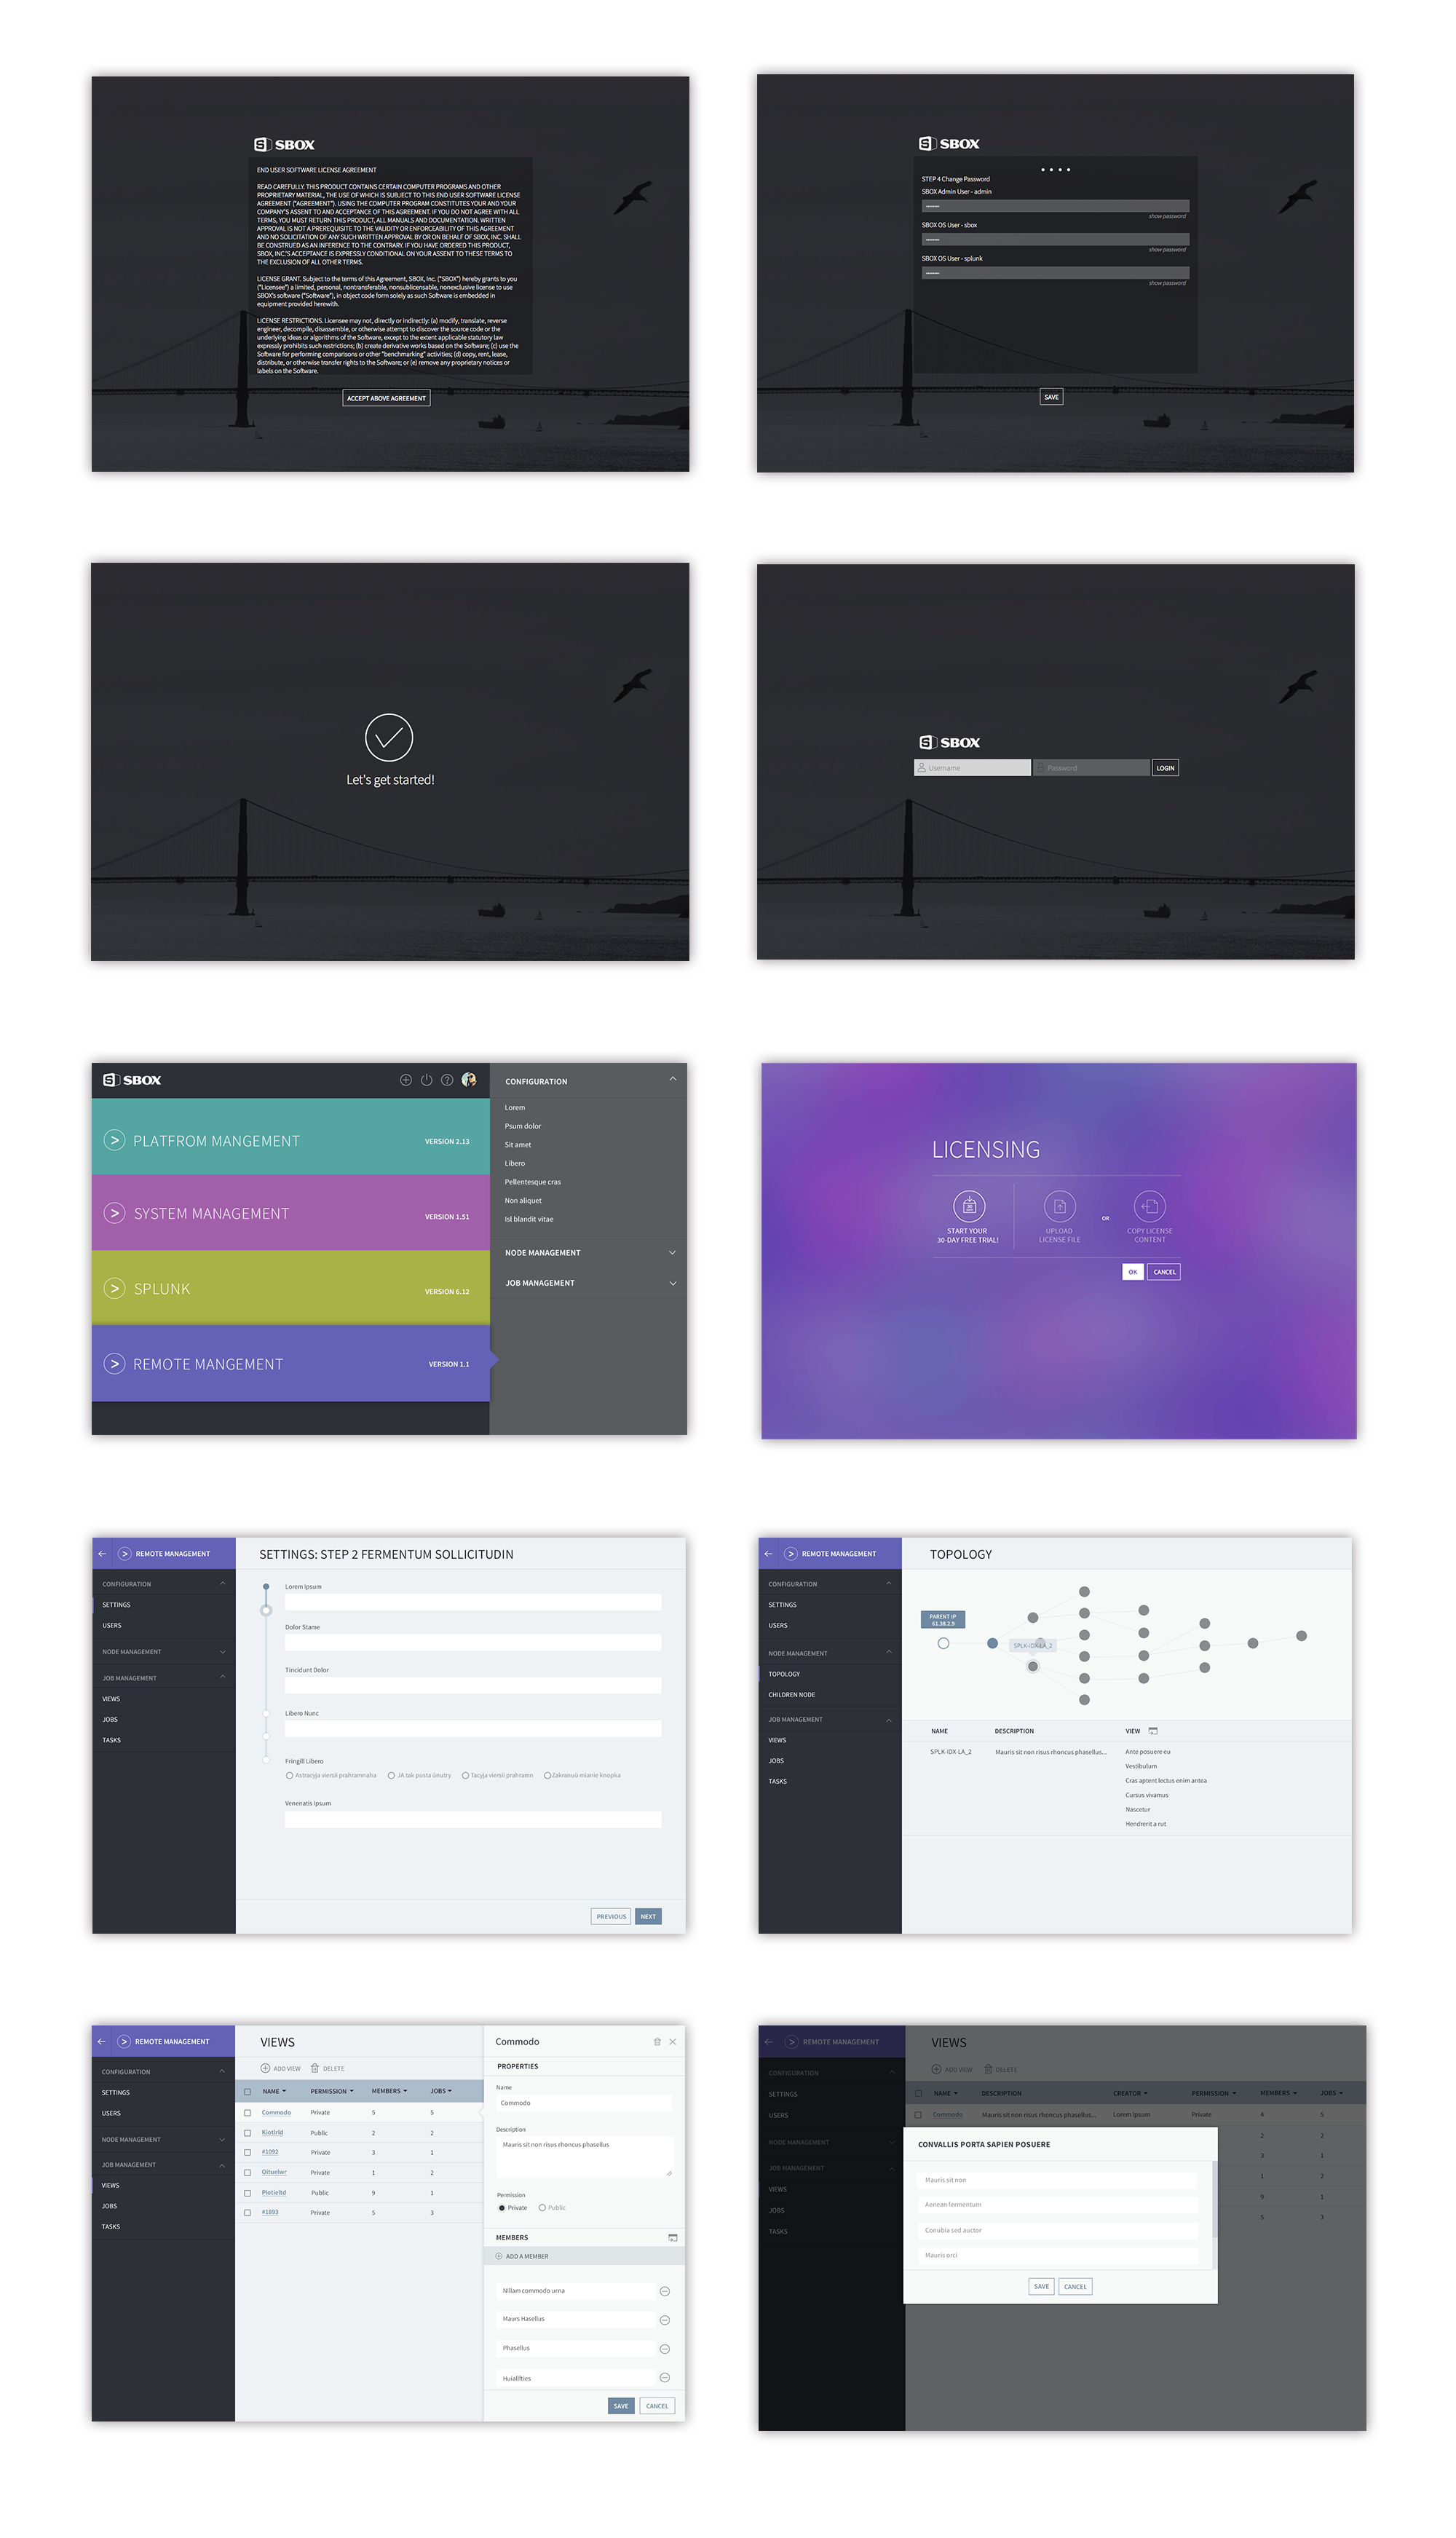 SBOX
END USER SOFTWARE LICENSE AGREEMENT
READ CAREFULLY. THIS PRODUCT CONTAINS CERTAIN COMPUTER PROGRAMS AND OTHER
PROPRIETARY MATERIAL, THE USE OF WHICH IS SUBJECT TO THIS END USER SOFTWARE LICENSE
AGREEMENT ("AGREEMENT"). USING THE COMPUTER PROGRAM CONSTITUTES YOUR AND YOUR
COMPANY'S ASSENT TO AND ACCEPTANCE OF THIS AGREEMENT. IF YOU DO NOT AGREE WITH ALL
TERMS, YOU MUST RETURN THIS PRODUCT, ALL MANUALS AND DOCUMENTATION. WRITTEN
APPROVAL IS NOT A PREREQUISITE TO THE VALIDITY OR ENFORCEABILITY OF THIS AGREEMENT
AND NO SOLICITATION OF ANY SUCH WRITTEN APPROVAL BY OR ON BEHALF OF SBOX, INC. SHALL
BE CONSTRUED AS AN INFERENCE TO THE CONTRARY. IF YOU HAVE ORDERED THIS PRODUCT,
SBOX, INC.'S ACCEPTANCE IS EXPRESSLY CONDITIONAL ON YOUR ASSENT TO THESE TERMS TO
THE EXCLUSION OF ALL OTHER TERMS.
LICENSE GRANT. Subject to the terms of this Agreement, SBOX, Inc. ("SBOX") hereby grants to you
("Licensee") a limited, personal, nontransferable, nonsublicensable, nonexclusive license to use
SBOX's software ("Software"), in object code form solely as such Software is embedded in
equipment provided herewith.
LICENSE RESTRICTIONS. Licensee may not, directly or indirectly: (a) modify, translate, reverse
engineer, decompile, disassemble, or otherwise attempt to discover the source code or the
underlying ideas or algorithms of the Software, except to the extent applicable statutory law
expressly prohibits such restrictions; (b) create derivative works based on the Software; (c) use the
Software for performing comparisons or other "benchmarking" activities; (d) copy, rent, lease,
distribute, or otherwise transfer rights to the Software; or (e) remove any proprietary notices or
labels on the Software.
ACCEPT ABOVE AGREEMENT
SBOX
STEP 4 Change Password
SBOX Admin User - admin
show password
SBOX OS User - sbox
show password
SBOX OS User - splunk
show password
SAVE
Let's get started!
SBOX
Username
Password
LOGIN
SBOX
PLATFROM MANGEMENT
VERSION 2.13
SYSTEM MANAGEMENT
VERSION 1.51
SPLUNK
VERSION 6.12
REMOTE MANGEMENT
VERSION 1.1
CONFIGURATION
Lorem
Psum dolor
Sit amet
Libero
Pellentesque cras
Non aliquet
Isl blandit vitae
NODE MANAGEMENT
JOB MANAGEMENT
LICENSING
30
START YOUR
30-DAY FREE TRIAL!
UPLOAD
LICENSE FILE
OR
COPY LICENSE
CONTENT
OK
CANCEL
REMOTE MANAGEMENT
CONFIGURATION
SETTINGS
USERS
NODE MANAGEMENT
JOB MANAGEMENT
VIEWS
JOBS
TASKS
SETTINGS: STEP 2 FERMENTUM SOLLICITUDIN
Lorem Ipsum
Dolor Stame
Tincidunt Dolor
Libero Nunc
Fringill Libero
Astracyja viersii prahramnaha
JA tak pusta ŭnutry
Tacyja viersii prahramn
Zakranuŭ mianie knopka
Venenatis Ipsum
PREVIOUS
NEXT
REMOTE MANAGEMENT
CONFIGURATION
SETTINGS
USERS
NODE MANAGEMENT
TOPOLOGY
CHILDREN NODE
JOB MANAGEMENT
VIEWS
JOBS
TASKS
TOPOLOGY
PARENT IP
61.38.2.9
SPLK-IDX-LA_2
NAME
DESCRIPTION
VIEW
SPLK-IDX-LA_2
Mauris sit non risus rhoncus phasellus...
Ante posuere eu
Vestibulum
Cras aptent lectus enim antea
Cursus vivamus
Nascetur
Hendrerit a rut
REMOTE MANAGEMENT
CONFIGURATION
SETTINGS
USERS
NODE MANAGEMENT
JOB MANAGEMENT
VIEWS
JOBS
TASKS
VIEWS
ADD VIEW
DELETE
NAME
PERMISSION
MEMBERS
JOBS
Commodo Private 5 5
Kiotirld Public 2 2
#1092 Private 3 1
Oituelwr Private 1 2
Plotieltd Public 9 1
#1893 Private 5 3
Commodo
PROPERTIES
Name
Commodo
Description
Mauris sit non risus rhoncus phasellus
Permission
Private
Public
MEMBERS
ADD A MEMBER
Nillam commodo urna
Maurs Hasellus
Phasellus
Huiallfties
SAVE
CANCEL
REMOTE MANAGEMENT
CONFIGURATION
SETTINGS
USERS
NODE MANAGEMENT
JOB MANAGEMENT
VIEWS
JOBS
TASKS
VIEWS
ADD VIEW
DELETE
NAME
DESCRIPTION
CREATOR
PERMISSION
MEMBERS
JOBS
Commodo Mauris sit non risus rhoncus phasellus... Lorem ipsum Private 4 5
2 2
3 1
1 2
9 1
5 3
CONVALLIS PORTA SAPIEN POSUERE
Mauris sit non
Aenean fermentum
Conubia sed auctor
Mauris orci
SAVE
CANCEL